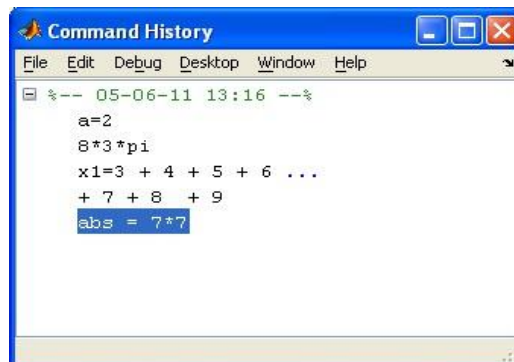 Command History
File Edit Debug Desktop Window Help
%-- 05-06-11 13:16 --%
a=2
8*3*pi
x1=3 + 4 + 5 + 6 ...
+ 7 + 8  + 9
abs = 7*7